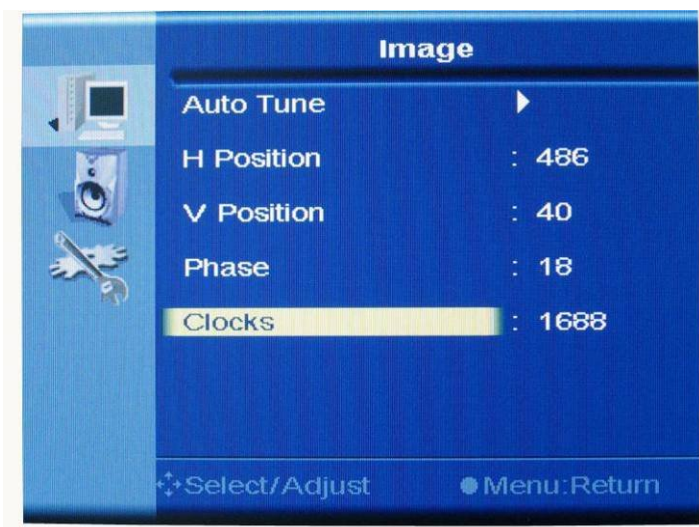 Image
Auto Tune
H Position : 486
V Position : 40
Phase : 18
Clocks : 1688
Select/Adjust Menu:Return